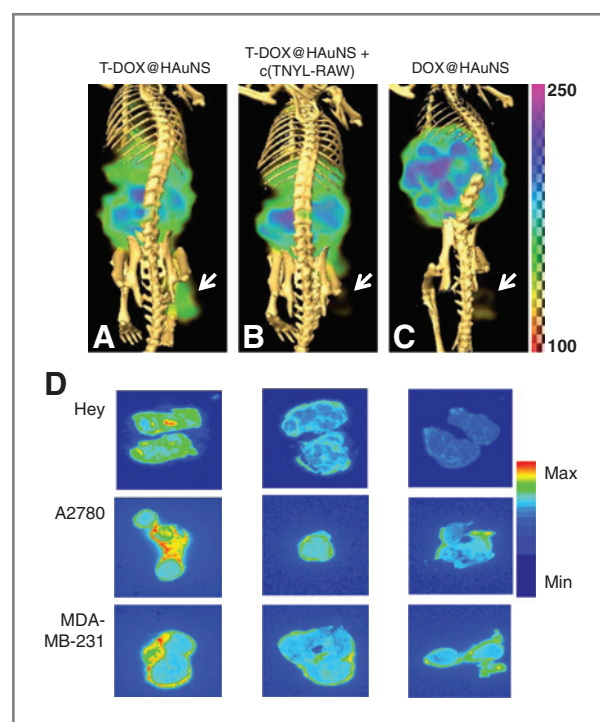 T-DOX@HAuNS
T-DOX@HAuNS +
c(TNYL-RAW)
DOX@HAuNS
250
100
A
B
C
D
Hey
A2780
MDA-
MB-231
Max
Min